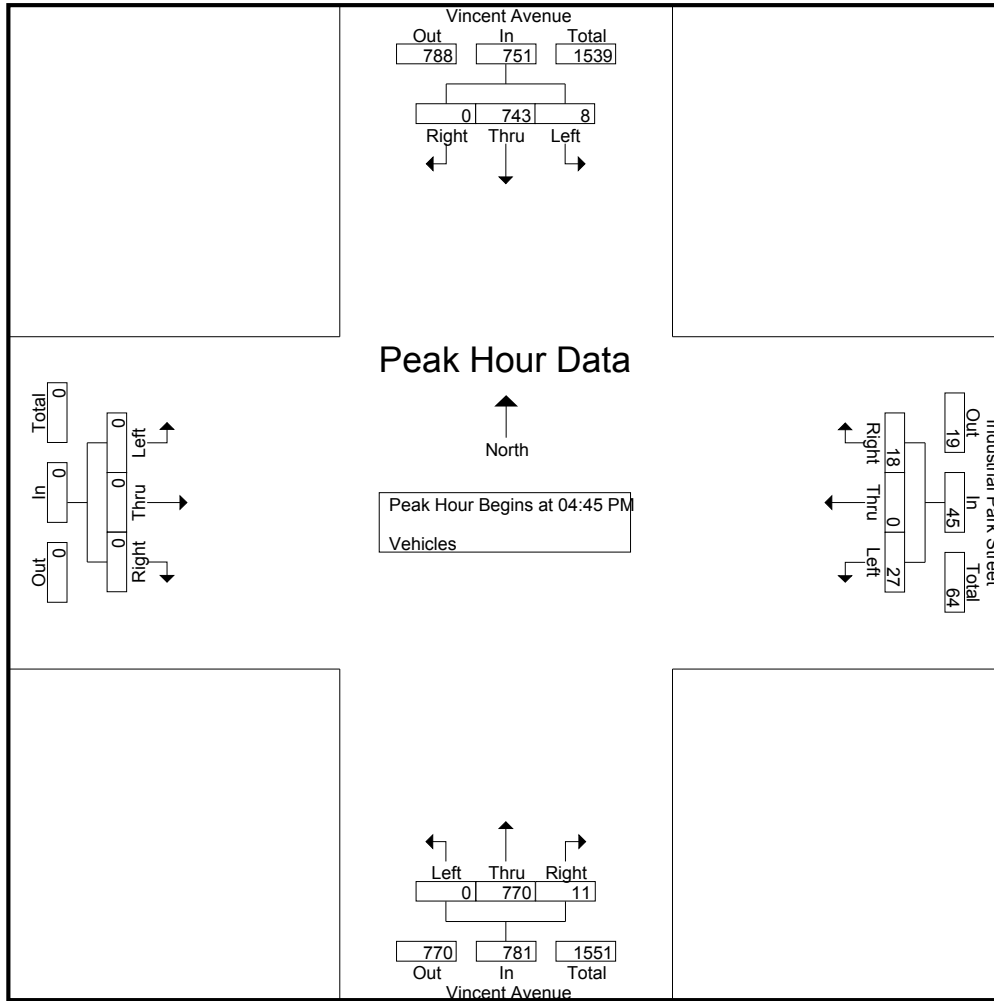 Vincent Avenue
Out In Total
788 751 1539
0 743 8
Right Thru Left
Peak Hour Data
North
Peak Hour Begins at 04:45 PM
Vehicles
Total In Out
0 0 0
0 0 0
Left Thru Right
Right Thru Left
18 0 27
19 45 64
Out In Total
Industrial Park Street
Left Thru Right
0 770 11
770 781 1551
Out In Total
Vincent Avenue